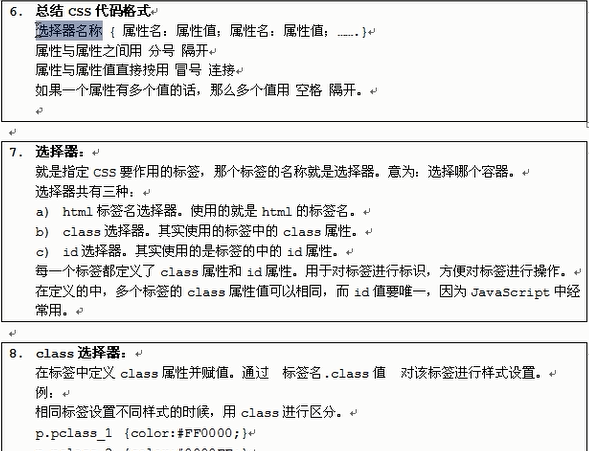 6. 总结 CSS 代码格式
选择器名称 { 属性名：属性值；属性名：属性值；…….}
属性与属性之间用 分号 隔开
属性与属性值直接按用 冒号 连接
如果一个属性有多个值的话，那么多个值用 空格 隔开。
7. 选择器：
就是指定 CSS 要作用的标签，那个标签的名称就是选择器。意为：选择哪个容器。
选择器共有三种：
a) html 标签名选择器。使用的就是 html 的标签名。
b) class 选择器。其实使用的标签中的 class 属性。
c) id 选择器。其实使用的是标签的中的 id 属性。
每一个标签都定义了 class 属性和 id 属性。用于对标签进行标识，方便对标签进行操作。
在定义的中，多个标签的 class 属性值可以相同，而 id 值要唯一，因为 JavaScript 中经
常用。
8. class 选择器：
在标签中定义 class 属性并赋值。通过 标签名.class 值 对该标签进行样式设置。
例：
相同标签设置不同样式的时候，用 class 进行区分。
p.pclass_1 {color:#FF0000;}